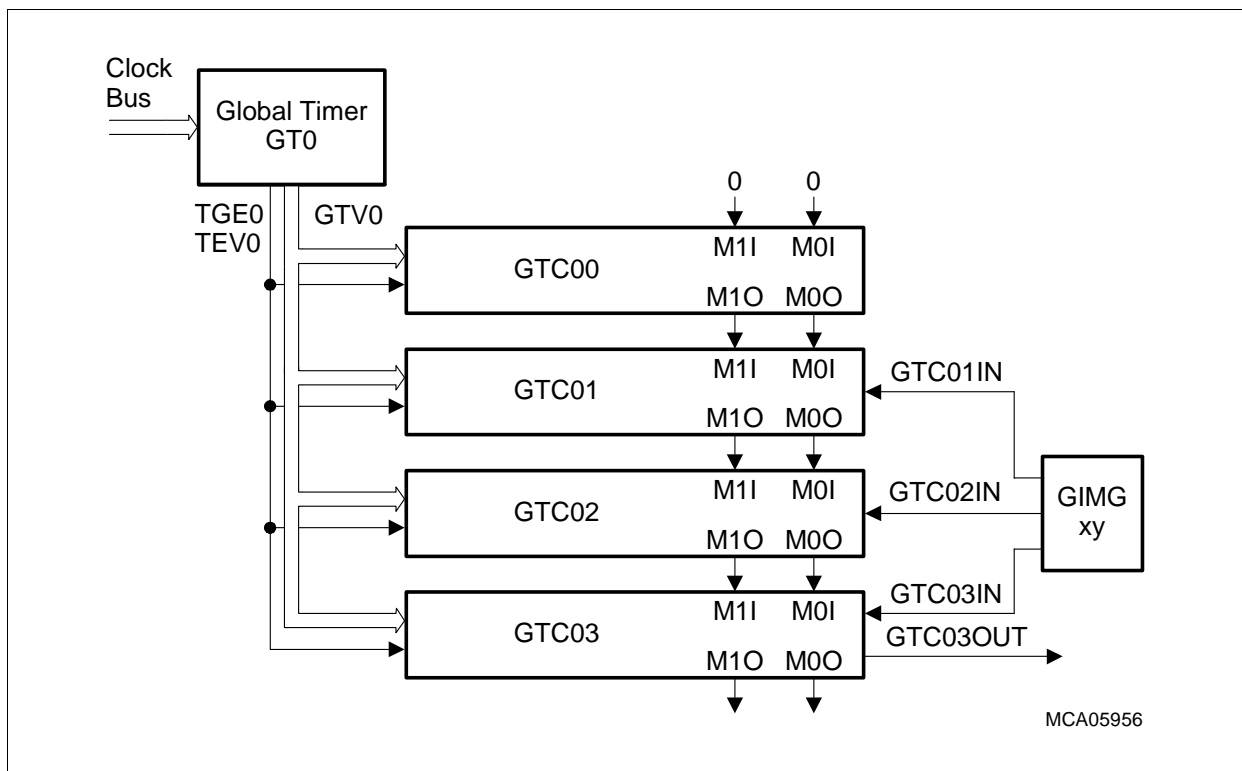 Clock
Bus
Global Timer
GT0
TGE0
TEV0
GTV0
0 0
M1I M0I
GTC00
M1O M0O
M1I M0I
GTC01
M1O M0O
GTC01IN
M1I M0I
GTC02
M1O M0O
GTC02IN
GIMG
xy
M1I M0I
GTC03
M1O M0O
GTC03IN
GTC03OUT
MCA05956